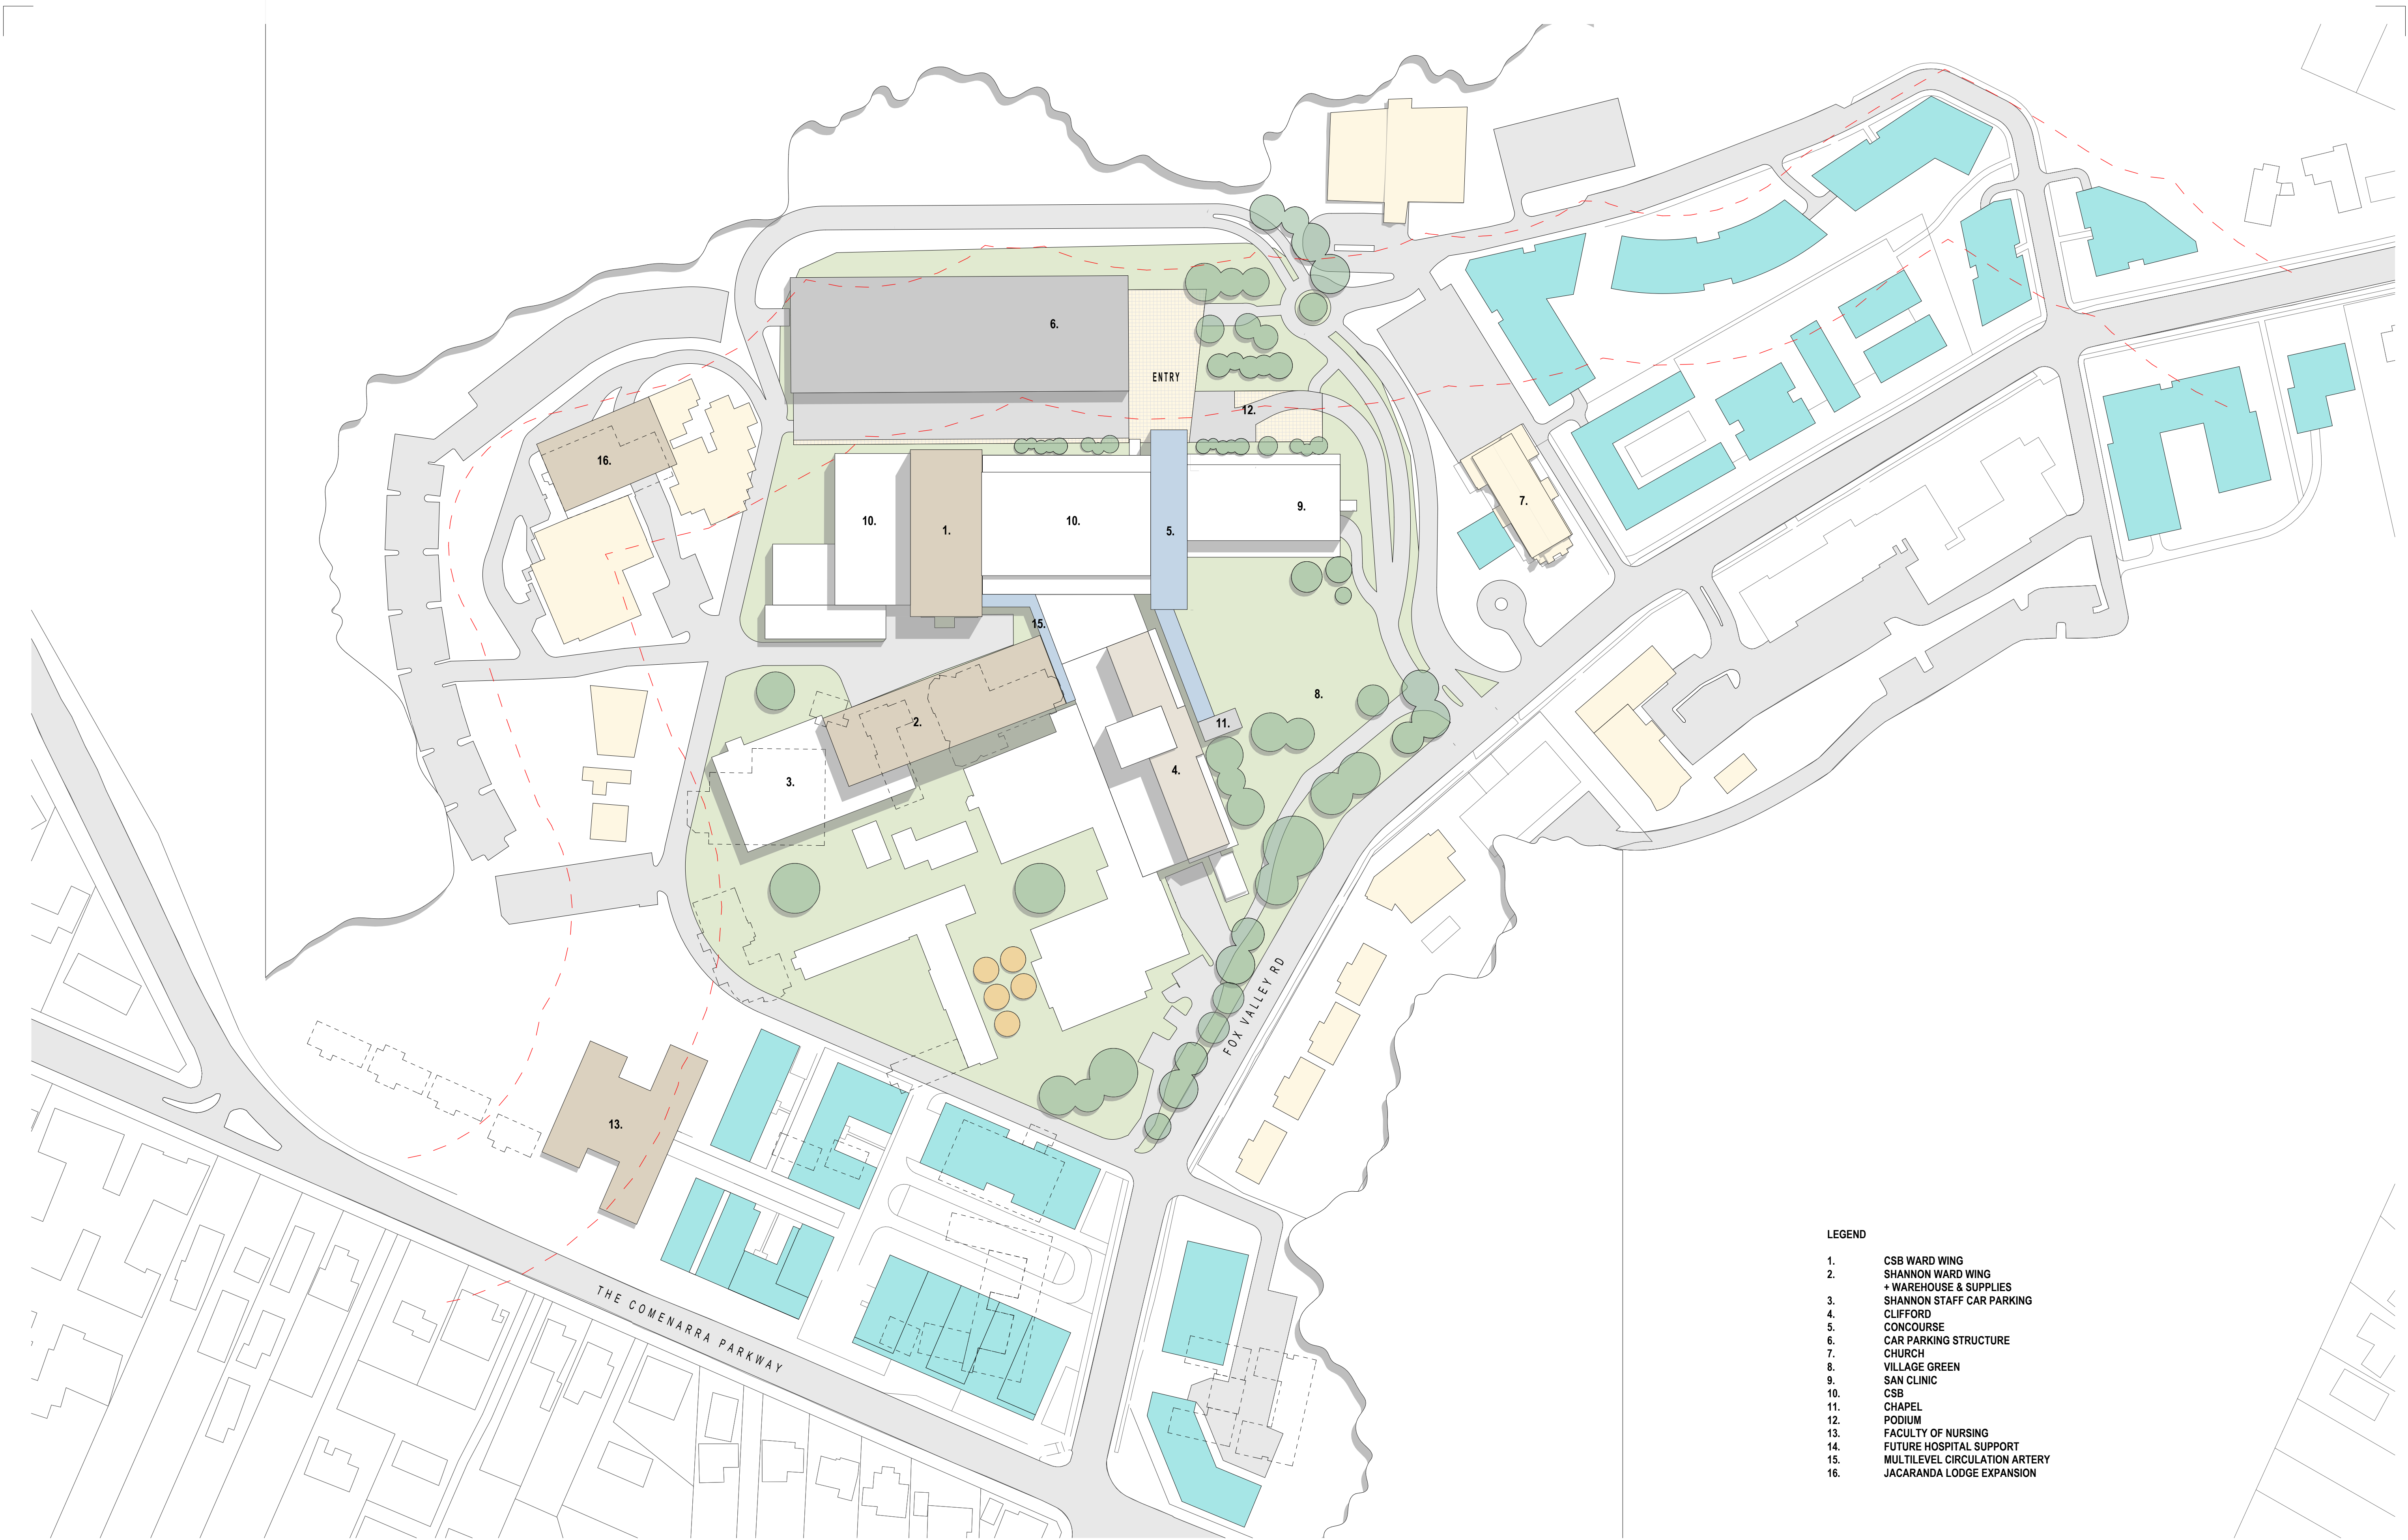 6.
ENTRY
12.
16.
10.
1.
10.
5.
9.
7.
15.
8.
2.
11.
3.
4.
FOX VALLEY RD
13.
THE COMENARRA PARKWAY
LEGEND
1. CSB WARD WING
2. SHANNON WARD WING
+ WAREHOUSE & SUPPLIES
3. SHANNON STAFF CAR PARKING
4. CLIFFORD
5. CONCOURSE
6. CAR PARKING STRUCTURE
7. CHURCH
8. VILLAGE GREEN
9. SAN CLINIC
10. CSB
11. CHAPEL
12. PODIUM
13. FACULTY OF NURSING
14. FUTURE HOSPITAL SUPPORT
15. MULTILEVEL CIRCULATION ARTERY
16. JACARANDA LODGE EXPANSION